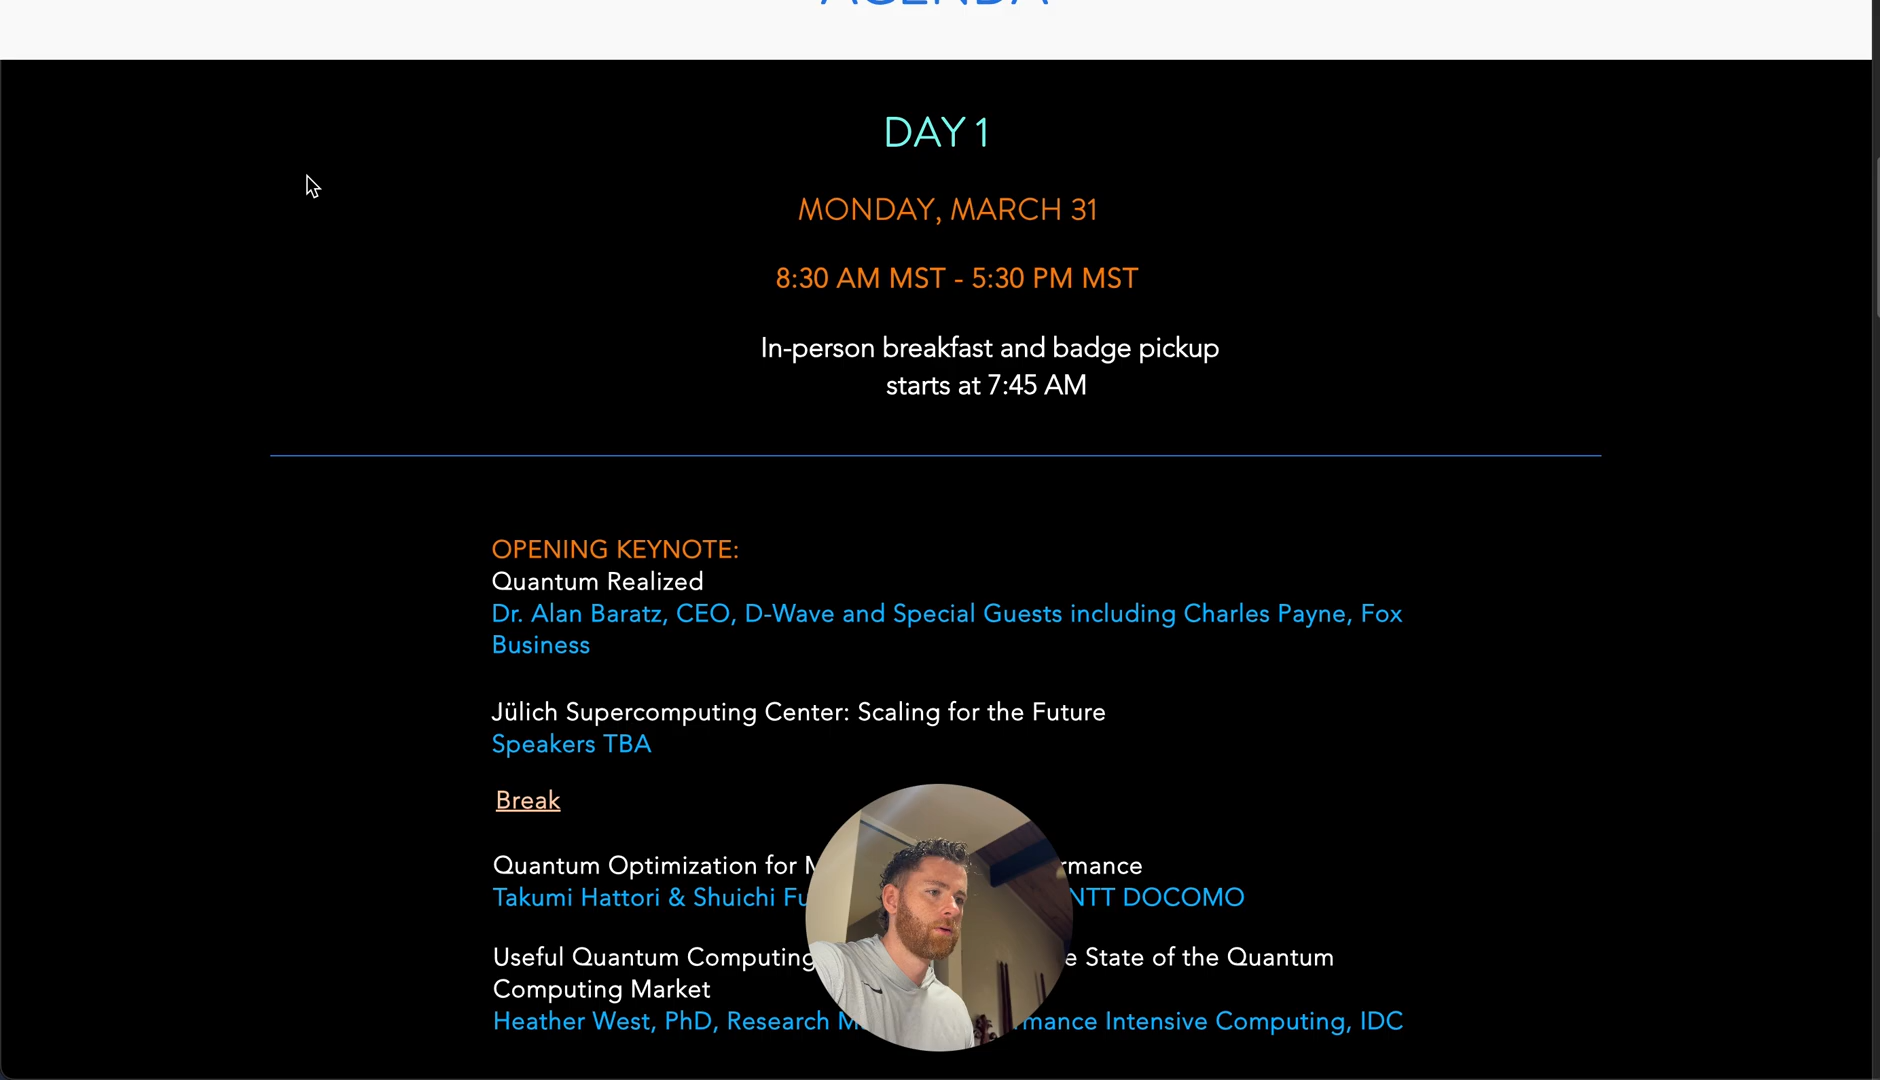 AGENDA
DAY 1
MONDAY, MARCH 31
8:30 AM MST - 5:30 PM MST
In-person breakfast and badge pickup
starts at 7:45 AM
OPENING KEYNOTE:
Quantum Realized
Dr. Alan Baratz, CEO, D-Wave and Special Guests including Charles Payne, Fox
Business
Jülich Supercomputing Center: Scaling for the Future
Speakers TBA
Break
Quantum Optimization for
Takumi Hattori & Shuichi NTT DOCOMO
Useful Quantum Computing State of the Quantum
Computing Market
Heather West, PhD, Research Intensive Computing, IDC